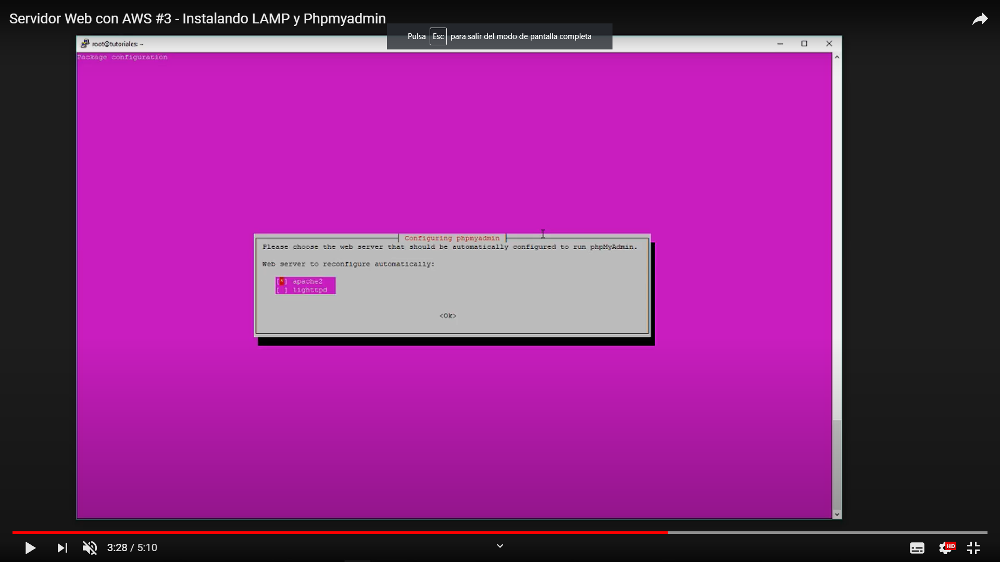 Servidor Web con AWS #3 - Instalando LAMP y Phpmyadmin
Pulsa Esc para salir del modo de pantalla completa
root@tutoriales: ~
Package configuration
Configuring phpmyadmin
Please choose the web server that should be automatically configured to run phpMyAdmin.
Web server to reconfigure automatically:
[*] apache2
[ ] lighttpd
<Ok>
3:28 / 5:10
HD